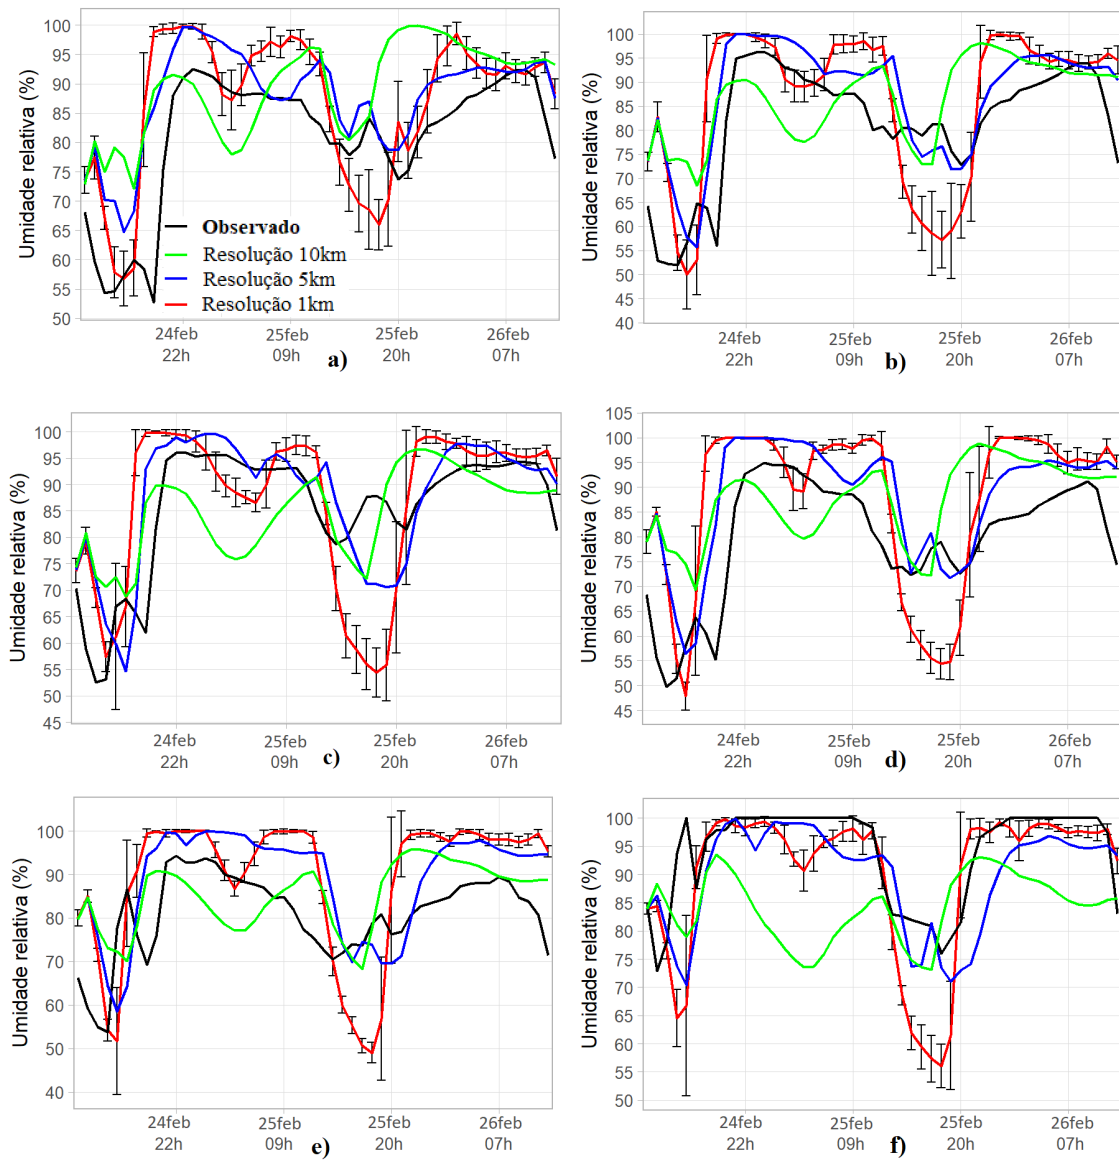 Umidade relativa (%)
100
95
90
85
80
75
70
65
60
55
50
Observado
Resolução 10km
Resolução 5km
Resolução 1km
24feb
22h
25feb
09h
25feb
20h
26feb
07h
a)
Umidade relativa (%)
100
95
90
85
80
75
70
65
60
55
50
45
40
24feb
22h
25feb
09h
25feb
20h
26feb
07h
b)
Umidade relativa (%)
100
95
90
85
80
75
70
65
60
55
50
45
24feb
22h
25feb
09h
25feb
20h
26feb
07h
c)
Umidade relativa (%)
105
100
95
90
85
80
75
70
65
60
55
50
45
24feb
22h
25feb
09h
25feb
20h
26feb
07h
d)
Umidade relativa (%)
100
90
80
70
60
50
40
24feb
22h
25feb
09h
25feb
20h
26feb
07h
e)
Umidade relativa (%)
100
95
90
85
80
75
70
65
60
55
50
24feb
22h
25feb
09h
25feb
20h
26feb
07h
f)